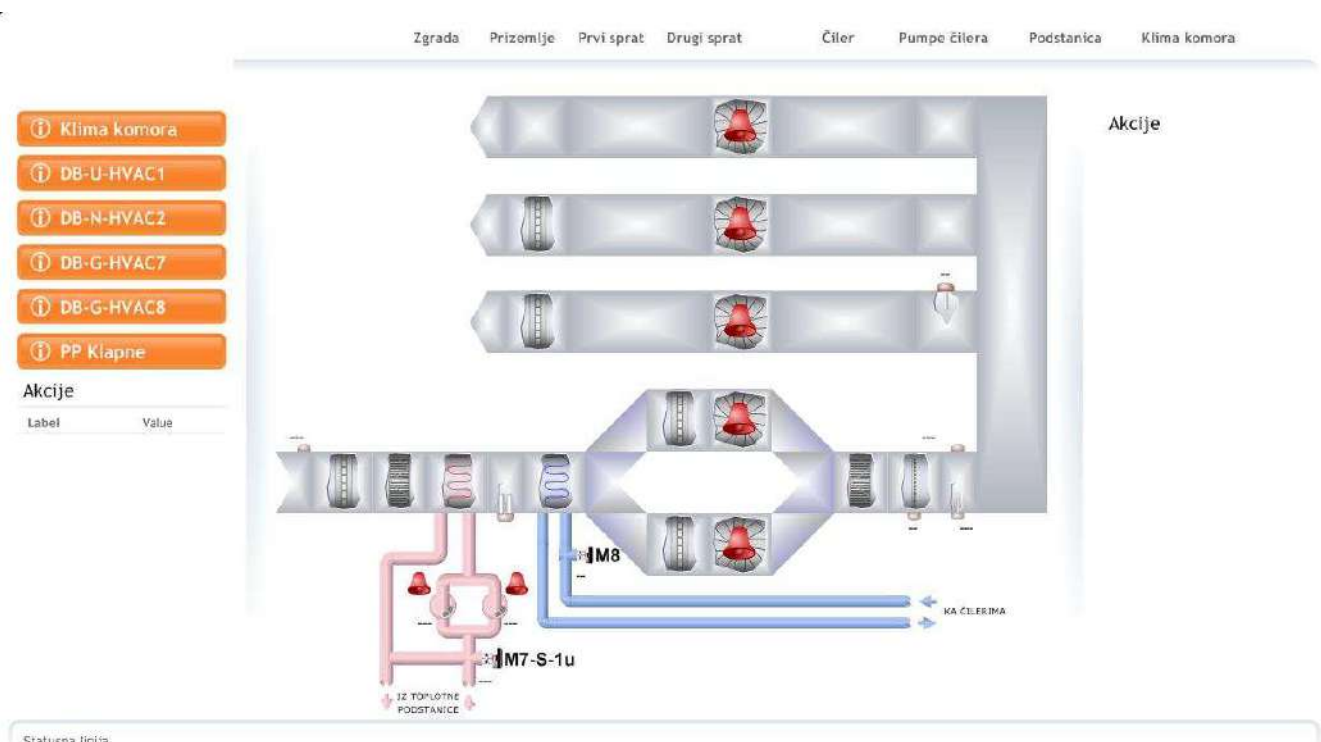 Zgrada Prizemlje Prvi sprat Drugi sprat Čiler Pumpe čilera Podstanica Klima komora
Klima komora
DB-U-HVAC1
DB-N-HVAC2
DB-G-HVAC7
DB-G-HVAC8
PP Klapne
Akcije
Label Value
Akcije
--
---
---
--
---
M8
--
KA ČILERIMA
---
---
M7-S-1u
---
IZ TOPLOTNE
PODSTANICE
Statusna linija